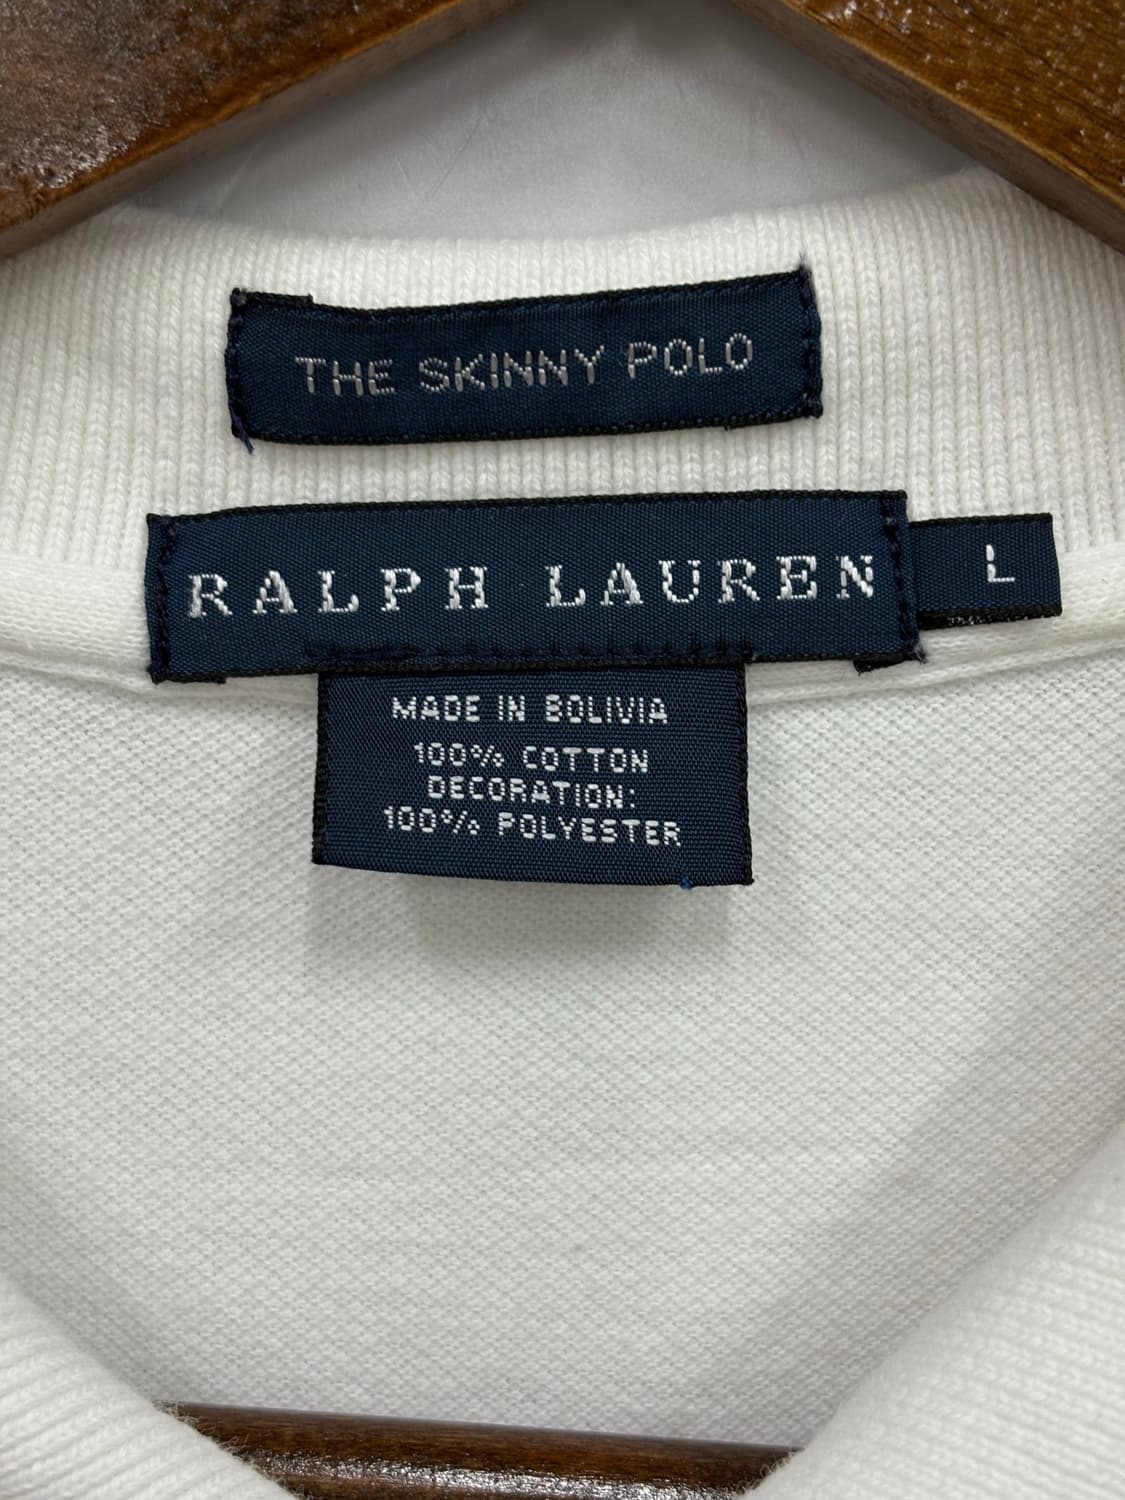 THE SKINNY POLO
RALPH LAUREN
L
MADE IN BOLIVIA
100% COTTON
DECORATION:
100% POLYESTER